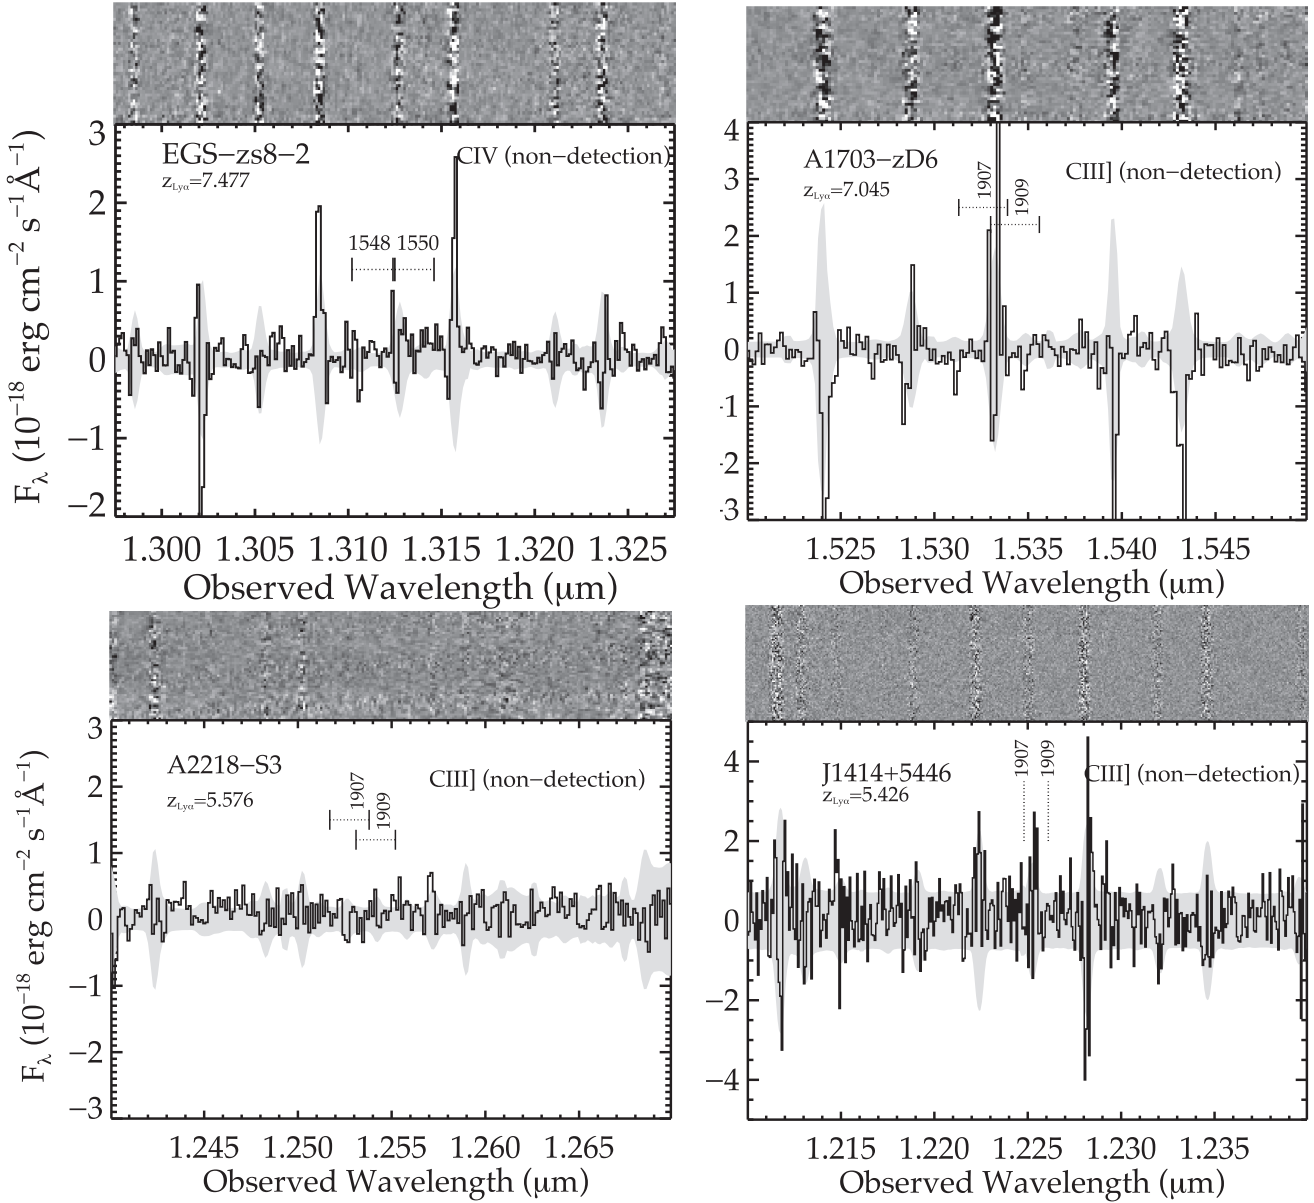 EGS−zs8−2
CIV (non−detection)
zLyα=7.477
1548 1550
3
2
1
0
−1
−2
Fλ (10−18 erg cm−2 s−1 Å−1)
1.300 1.305 1.310 1.315 1.320 1.325
Observed Wavelength (μm)
A1703−zD6
CIII] (non−detection)
zLyα=7.045
1907
1909
4
3
2
1
0
-1
-2
-3
1.525 1.530 1.535 1.540 1.545
Observed Wavelength (μm)
A2218−S3
CIII] (non−detection)
zLyα=5.576
1907
1909
3
2
1
0
−1
−2
−3
Fλ (10−18 erg cm−2 s−1 Å−1)
1.245 1.250 1.255 1.260 1.265
Observed Wavelength (μm)
1907
1909
J1414+5446
CIII] (non−detection)
zLyα=5.426
4
2
0
−2
−4
1.215 1.220 1.225 1.230 1.235
Observed Wavelength (μm)